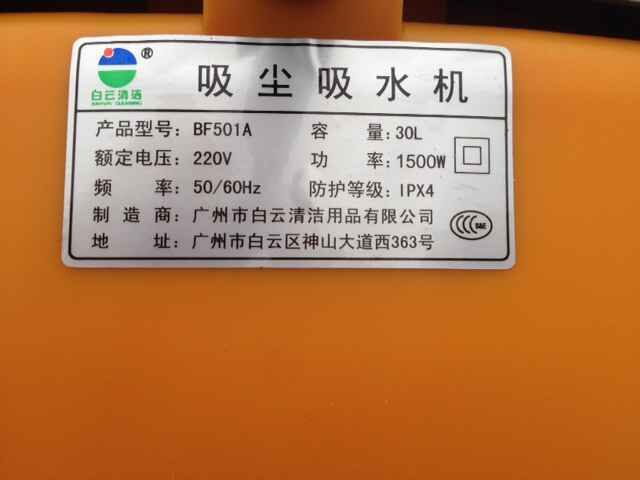 ®
白云清洁
BAIYUN CLEANING
吸尘吸水机
产品型号: BF501A 容 量: 30L
额定电压: 220V 功 率: 1500W
频 率: 50/60Hz 防护等级: IPX4
制 造 商: 广州市白云清洁用品有限公司
地 址: 广州市白云区神山大道西363号
CCC S&E